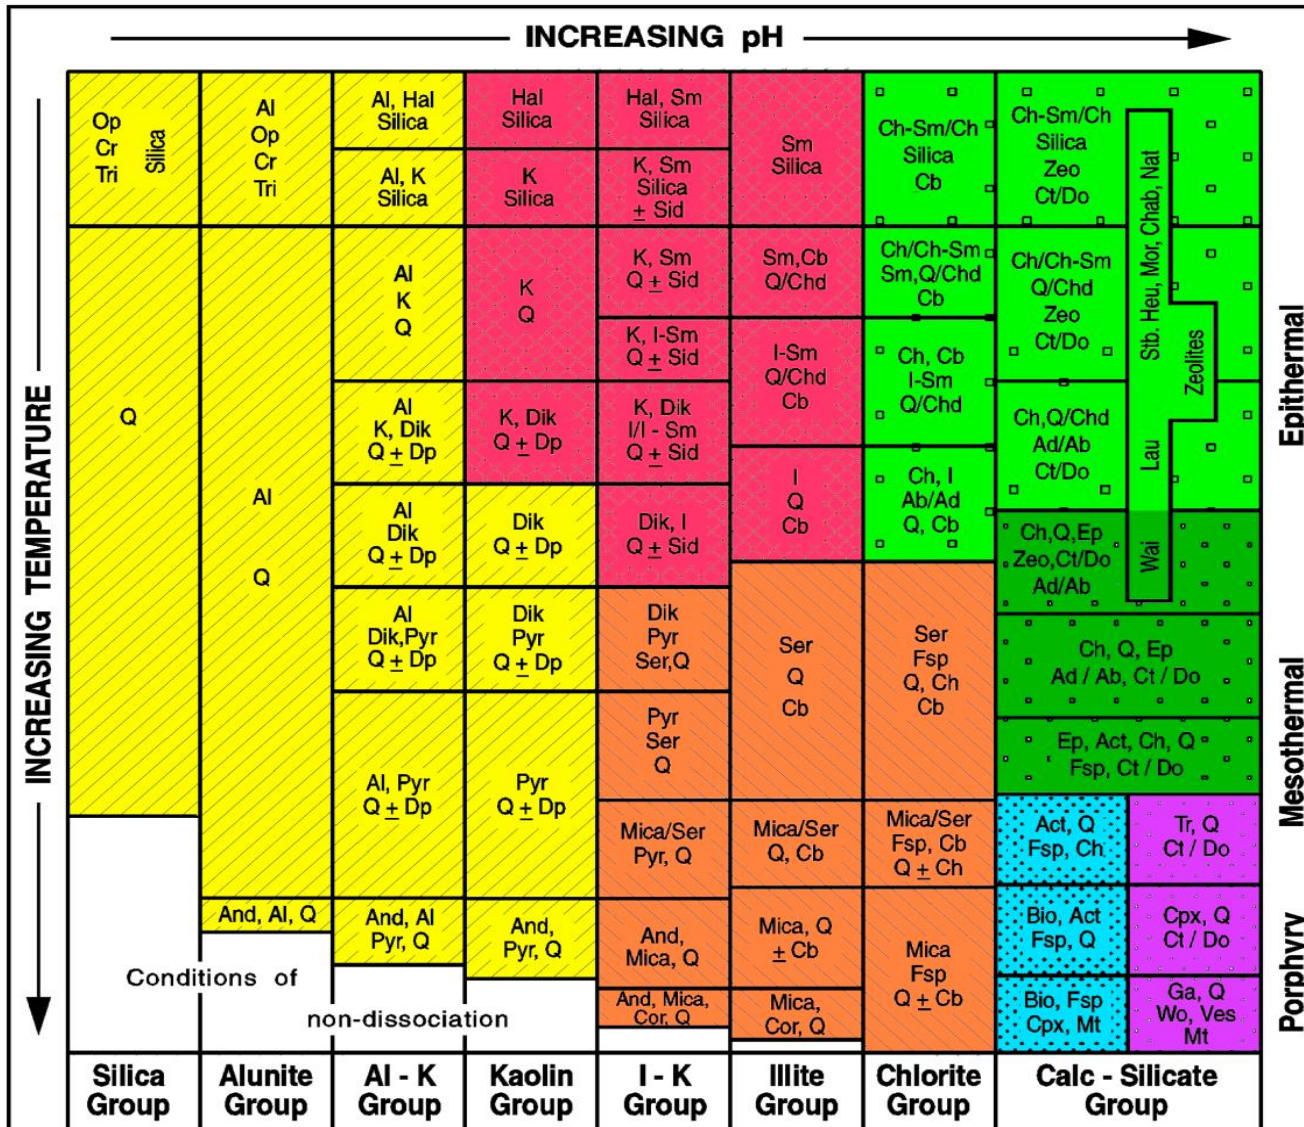 INCREASING pH
INCREASING TEMPERATURE
Op
Cr
Tri
Silica
Q
Al
Op
Cr
Tri
Al
Q
And, Al, Q
Al, Hal
Silica
Al, K
Silica
Al
K
Q
Al
K, Dik
Q ± Dp
Al
Dik
Q ± Dp
Al
Dik,Pyr
Q ± Dp
Al, Pyr
Q ± Dp
And, Al
Pyr, Q
Hal
Silica
K
Silica
K
Q
K, Dik
Q ± Dp
Dik
Q ± Dp
Dik
Pyr
Q ± Dp
Pyr
Q ± Dp
And,
Pyr, Q
Hal, Sm
Silica
K, Sm
Silica
± Sid
K, Sm
Q ± Sid
K, I-Sm
Q ± Sid
K, Dik
I/I - Sm
Q ± Sid
Dik, I
Q ± Sid
Dik
Pyr
Ser,Q
Pyr
Ser
Q
Mica/Ser
Pyr, Q
And,
Mica, Q
And, Mica,
Cor, Q
Sm
Silica
Sm,Cb
Q/Chd
I-Sm
Q/Chd
Cb
I
Q
Cb
Ser
Q
Cb
Mica/Ser
Q, Cb
Mica, Q
± Cb
Mica,
Cor, Q
Ch-Sm/Ch
Silica
Cb
Ch/Ch-Sm
Sm,Q/Chd
Cb
Ch, Cb
I-Sm
Q/Chd
Ch, I
Ab/Ad
Q, Cb
Ser
Fsp
Q, Ch
Cb
Mica/Ser
Fsp, Cb
Q ± Ch
Mica
Fsp
Q ± Cb
Ch-Sm/Ch
Silica
Zeo
Ct/Do
Ch/Ch-Sm
Q/Chd
Zeo
Ct/Do
Ch,Q/Chd
Ad/Ab
Ct/Do
Ch,Q,Ep
Zeo,Ct/Do
Ad/Ab
Stb. Heu, Mor, Chab, Nat
Zeolites
Lau
Wai
Ch, Q, Ep
Ad / Ab, Ct / Do
Ep, Act, Ch, Q
Fsp, Ct / Do
Act, Q
Fsp, Ch
Tr, Q
Ct / Do
Bio, Act
Fsp, Q
Cpx, Q
Ct / Do
Bio, Fsp
Cpx, Mt
Ga, Q
Wo, Ves
Mt
Epithermal
Mesothermal
Porphyry
Conditions of
non-dissociation
Silica
Group
Alunite
Group
Al - K
Group
Kaolin
Group
I - K
Group
Illite
Group
Chlorite
Group
Calc - Silicate
Group